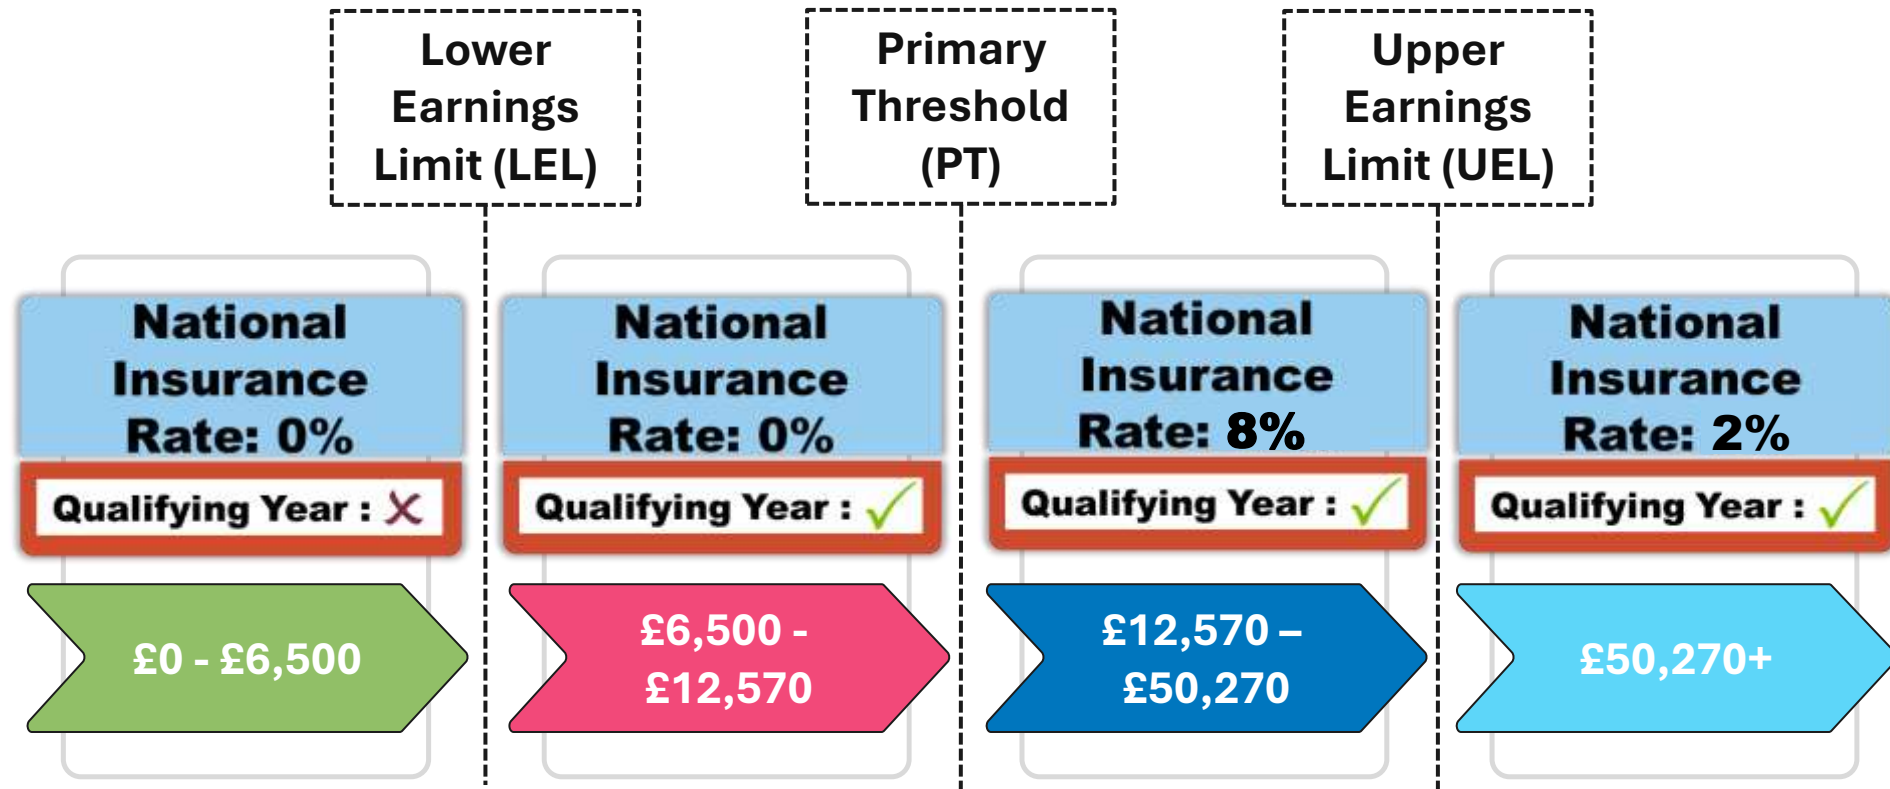 Lower
Earnings
Limit (LEL)
Primary
Threshold
(PT)
Upper
Earnings
Limit (UEL)
National
Insurance
Rate: 0%
Qualifying Year : ✗
£0 - £6,500
National
Insurance
Rate: 0%
Qualifying Year : ✓
£6,500 -
£12,570
National
Insurance
Rate: 8%
Qualifying Year : ✓
£12,570 –
£50,270
National
Insurance
Rate: 2%
Qualifying Year : ✓
£50,270+